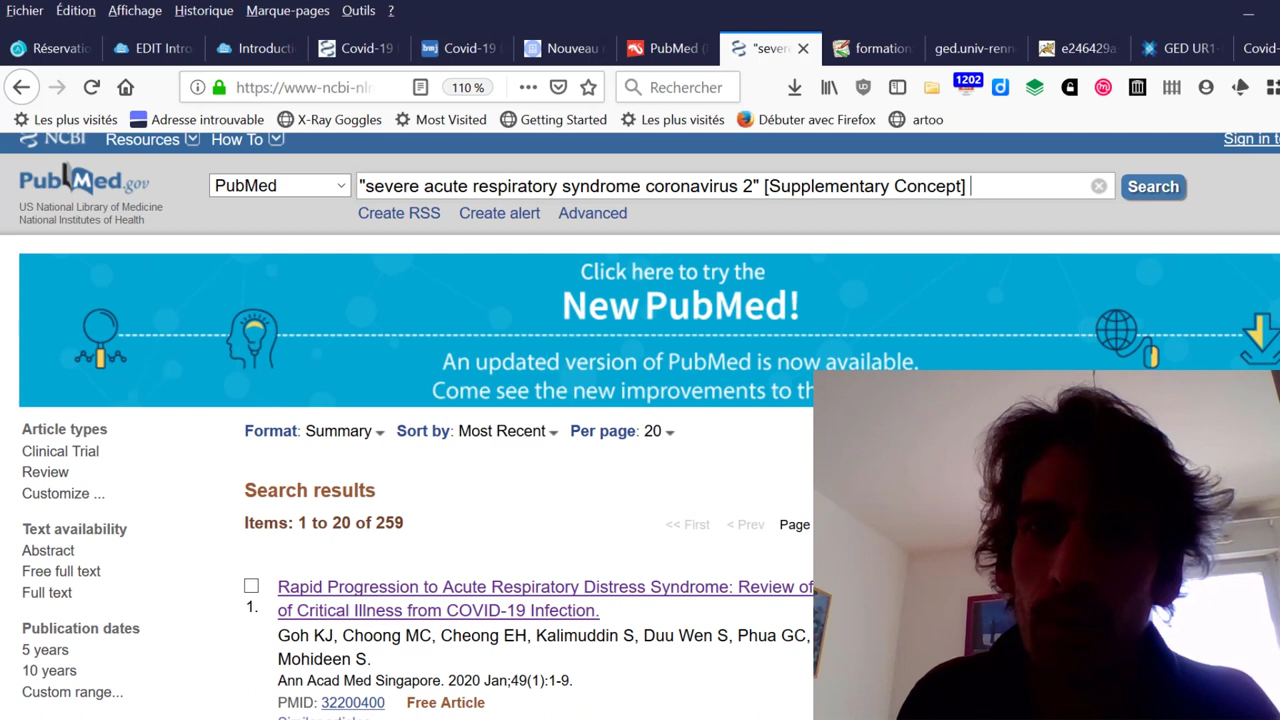 Fichier Édition Affichage Historique Marque-pages Outils ?
Réservatio EDIT Intro Introducti Covid-19 Covid-19 Nouveau PubMed ( "severe formation ged.univ-renn e246429a GED UR1- Covid-
https://www-ncbi-nln 110 % Rechercher 1202
Les plus visités Adresse introuvable X-Ray Goggles Most Visited Getting Started Les plus visités Débuter avec Firefox artoo
NCBI Resources How To Sign in to
PubMed.gov
US National Library of Medicine
National Institutes of Health
PubMed "severe acute respiratory syndrome coronavirus 2" [Supplementary Concept] Search
Create RSS Create alert Advanced
Click here to try the
New PubMed!
An updated version of PubMed is now available.
Come see the new improvements to th
Article types
Clinical Trial
Review
Customize ...
Text availability
Abstract
Free full text
Full text
Publication dates
5 years
10 years
Custom range...
Format: Summary Sort by: Most Recent Per page: 20
Search results
Items: 1 to 20 of 259
<< First < Prev Page
Rapid Progression to Acute Respiratory Distress Syndrome: Review of
1. of Critical Illness from COVID-19 Infection.
Goh KJ, Choong MC, Cheong EH, Kalimuddin S, Duu Wen S, Phua GC,
Mohideen S.
Ann Acad Med Singapore. 2020 Jan;49(1):1-9.
PMID: 32200400 Free Article
Similar articles